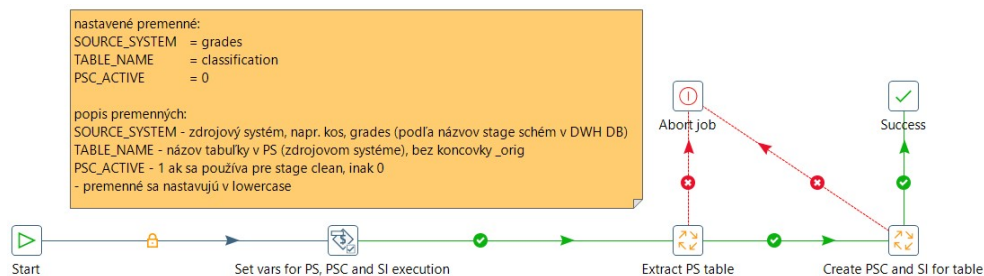 nastavené premenné:
SOURCE_SYSTEM = grades
TABLE_NAME = classification
PSC_ACTIVE = 0
popis premenných:
SOURCE_SYSTEM - zdrojový systém, napr. kos, grades (podľa názvov stage schém v DWH DB)
TABLE_NAME - názov tabuľky v PS (zdrojovom systéme), bez koncovky _orig
PSC_ACTIVE - 1 ak sa používa pre stage clean, inak 0
- premenné sa nastavujú v lowercase
Abort job
Success
Start
Set vars for PS, PSC and SI execution
Extract PS table
Create PSC and SI for table